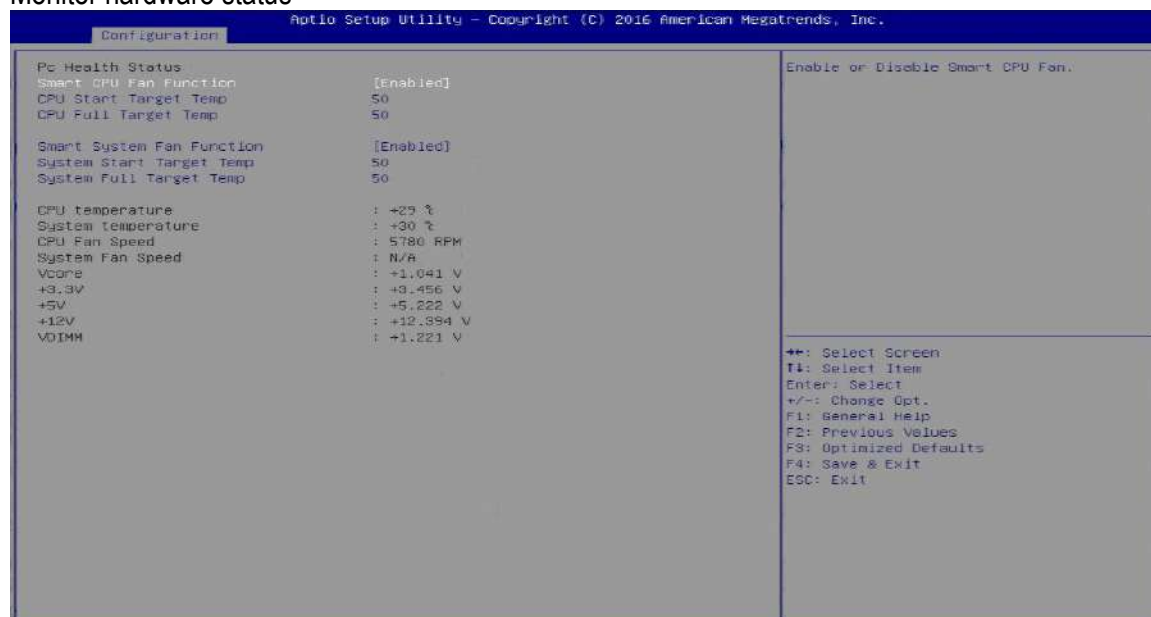 Monitor hardware status
Aptio Setup Utility – Copyright (C) 2016 American Megatrends, Inc.
Configuration
Pc Health Status
Smart CPU Fan Function [Enabled]
CPU Start Target Temp 50
CPU Full Target Temp 50
Smart System Fan Function [Enabled]
System Start Target Temp 50
System Full Target Temp 50
CPU temperature : +29 ℃
System temperature : +30 ℃
CPU Fan Speed : 5780 RPM
System Fan Speed : N/A
Vcore : +1.041 V
+3.3V : +3.456 V
+5V : +5.222 V
+12V : +12.394 V
VDIMM : +1.221 V
Enable or Disable Smart CPU Fan.
→←: Select Screen
↑↓: Select Item
Enter: Select
+/-: Change Opt.
F1: General Help
F2: Previous Values
F3: Optimized Defaults
F4: Save & Exit
ESC: Exit